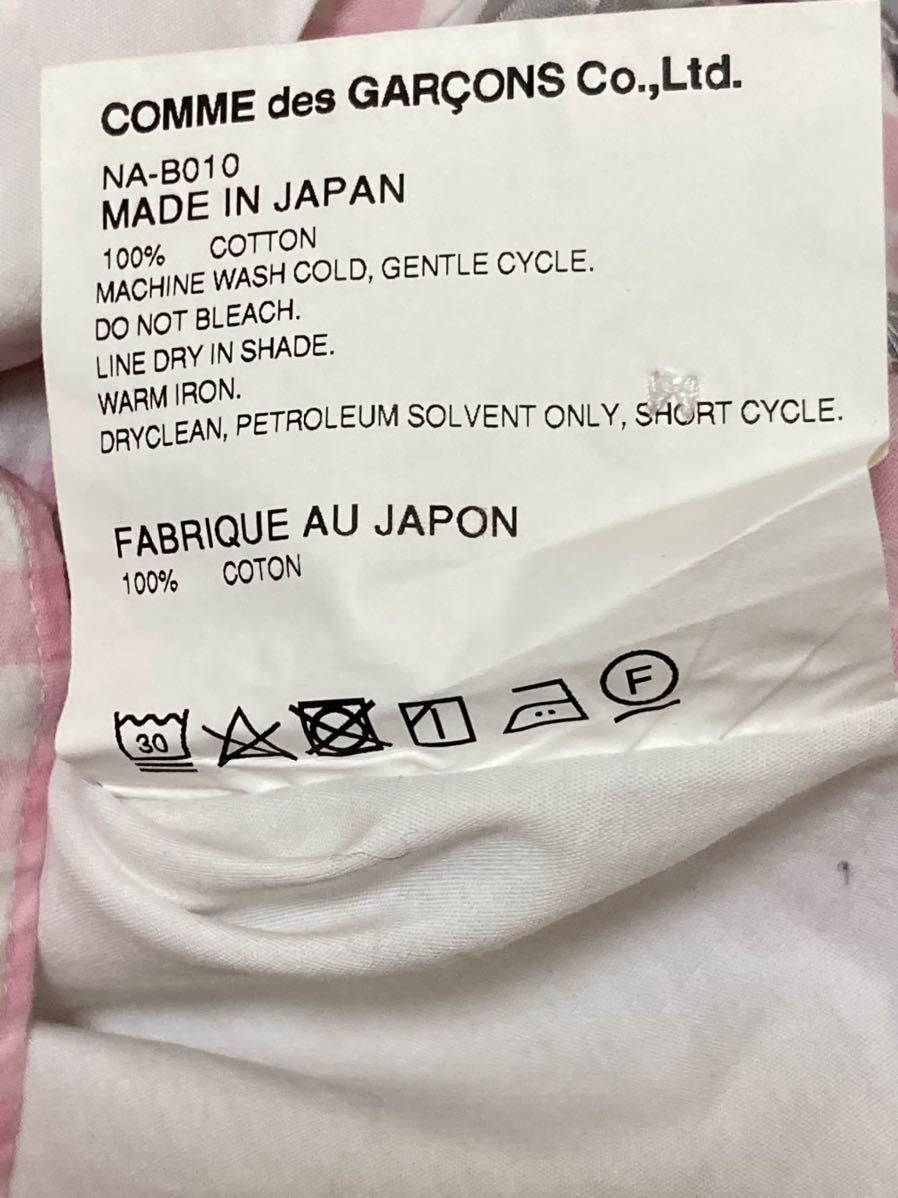 COMME des GARÇONS Co.,Ltd.
NA-B010
MADE IN JAPAN
100% COTTON
MACHINE WASH COLD, GENTLE CYCLE.
DO NOT BLEACH.
LINE DRY IN SHADE.
WARM IRON.
DRYCLEAN, PETROLEUM SOLVENT ONLY, SHORT CYCLE.
FABRIQUE AU JAPON
100% COTON
30 F